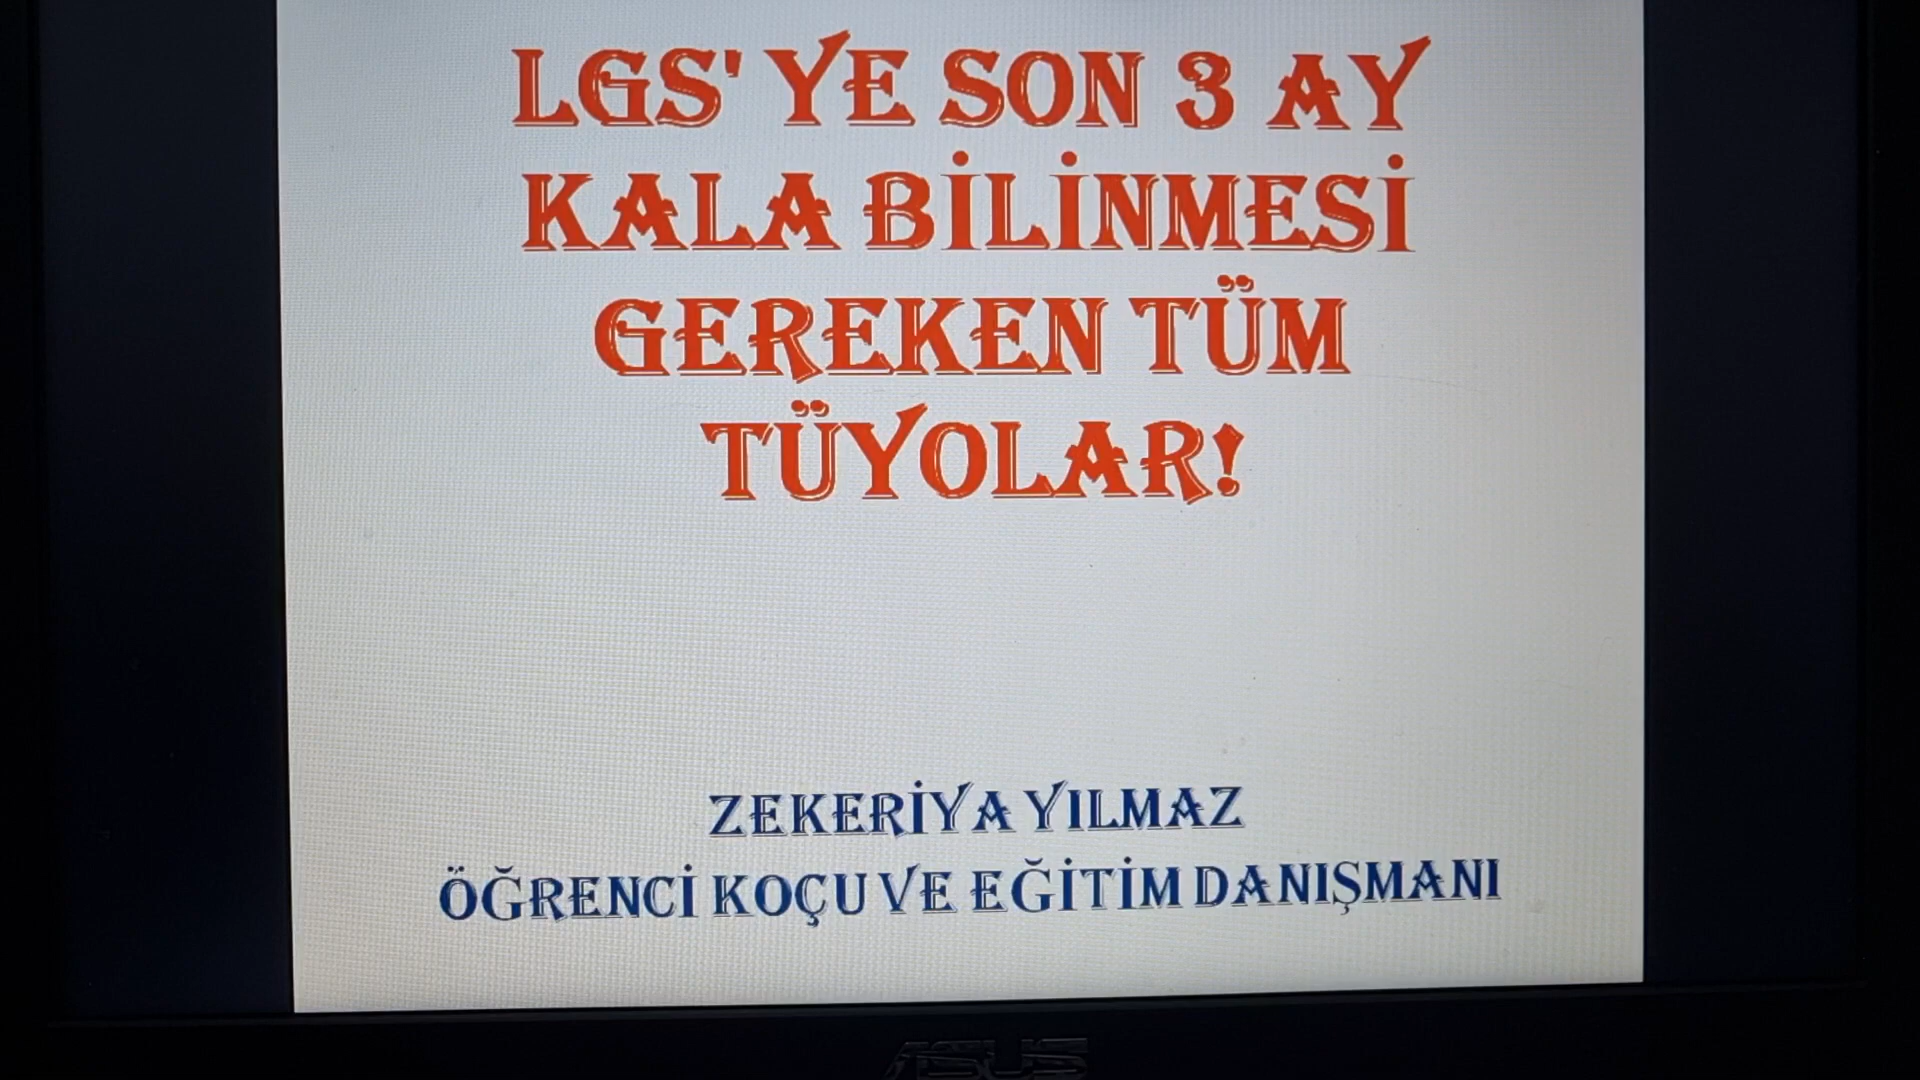 LGS' YE SON 3 AY
KALA BİLİNMESİ
GEREKEN TÜM
TÜYOLAR!
ZEKERİYA YILMAZ
ÖĞRENCİ KOÇU VE EĞİTİM DANIŞMANI
ASUS